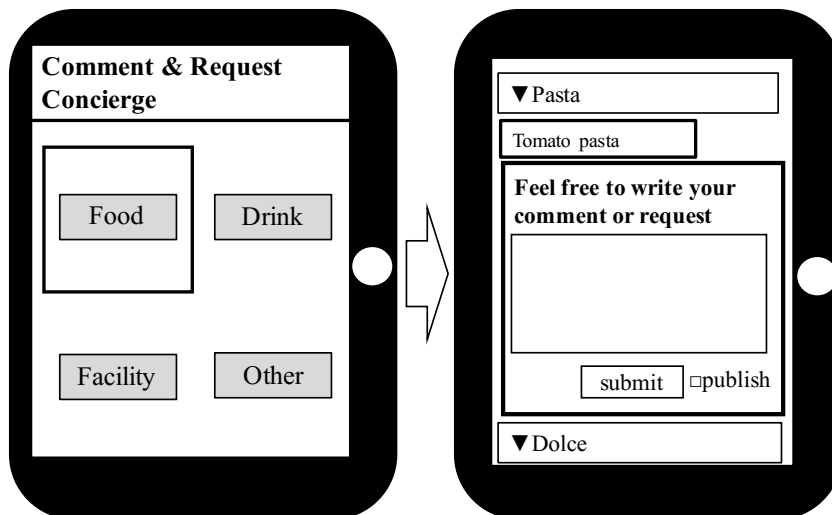 Comment & Request
Concierge
Food
Drink
Facility
Other
▼Pasta
Tomato pasta
Feel free to write your
comment or request
submit □publish
▼Dolce